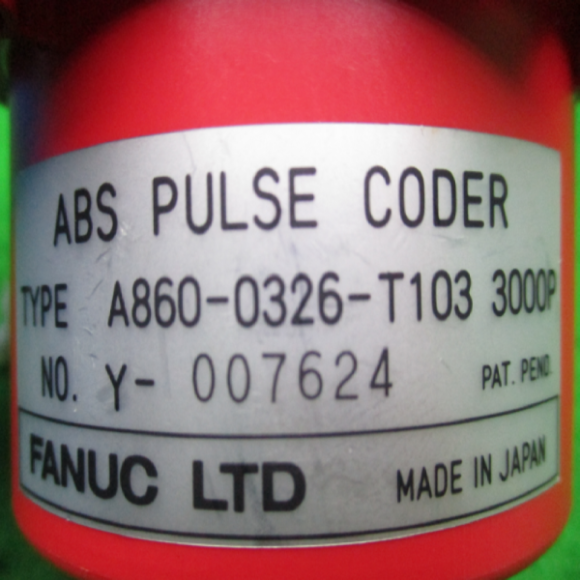 ABS PULSE CODER
TYPE A860-0326-T103 3000P
NO. Y- 007624 PAT. PEND.
FANUC LTD MADE IN JAPAN